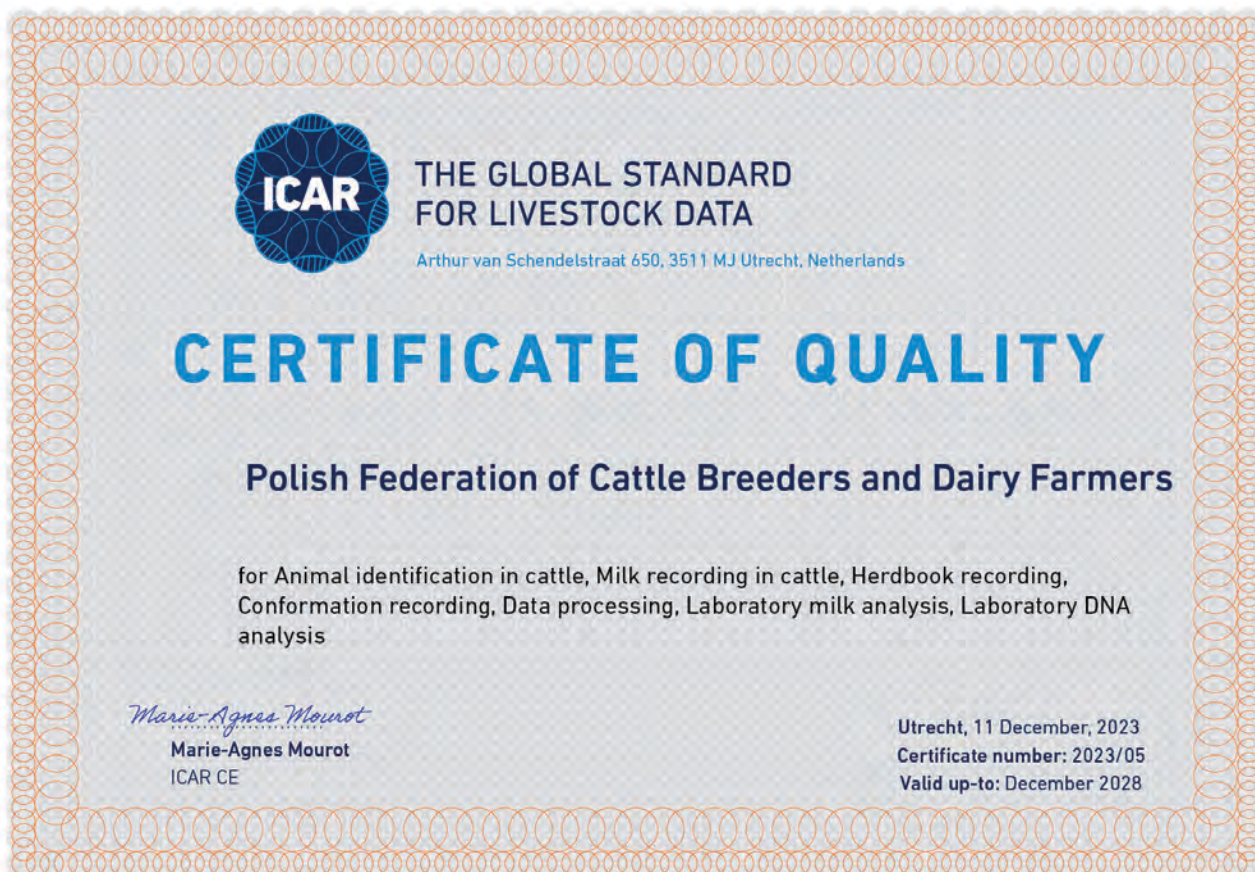 ICAR
THE GLOBAL STANDARD
FOR LIVESTOCK DATA
Arthur van Schendelstraat 650, 3511 MJ Utrecht, Netherlands
CERTIFICATE OF QUALITY
Polish Federation of Cattle Breeders and Dairy Farmers
for Animal identification in cattle, Milk recording in cattle, Herdbook recording,
Conformation recording, Data processing, Laboratory milk analysis, Laboratory DNA
analysis
Marie-Agnes Mourot
Marie-Agnes Mourot
ICAR CE
Utrecht, 11 December, 2023
Certificate number: 2023/05
Valid up-to: December 2028